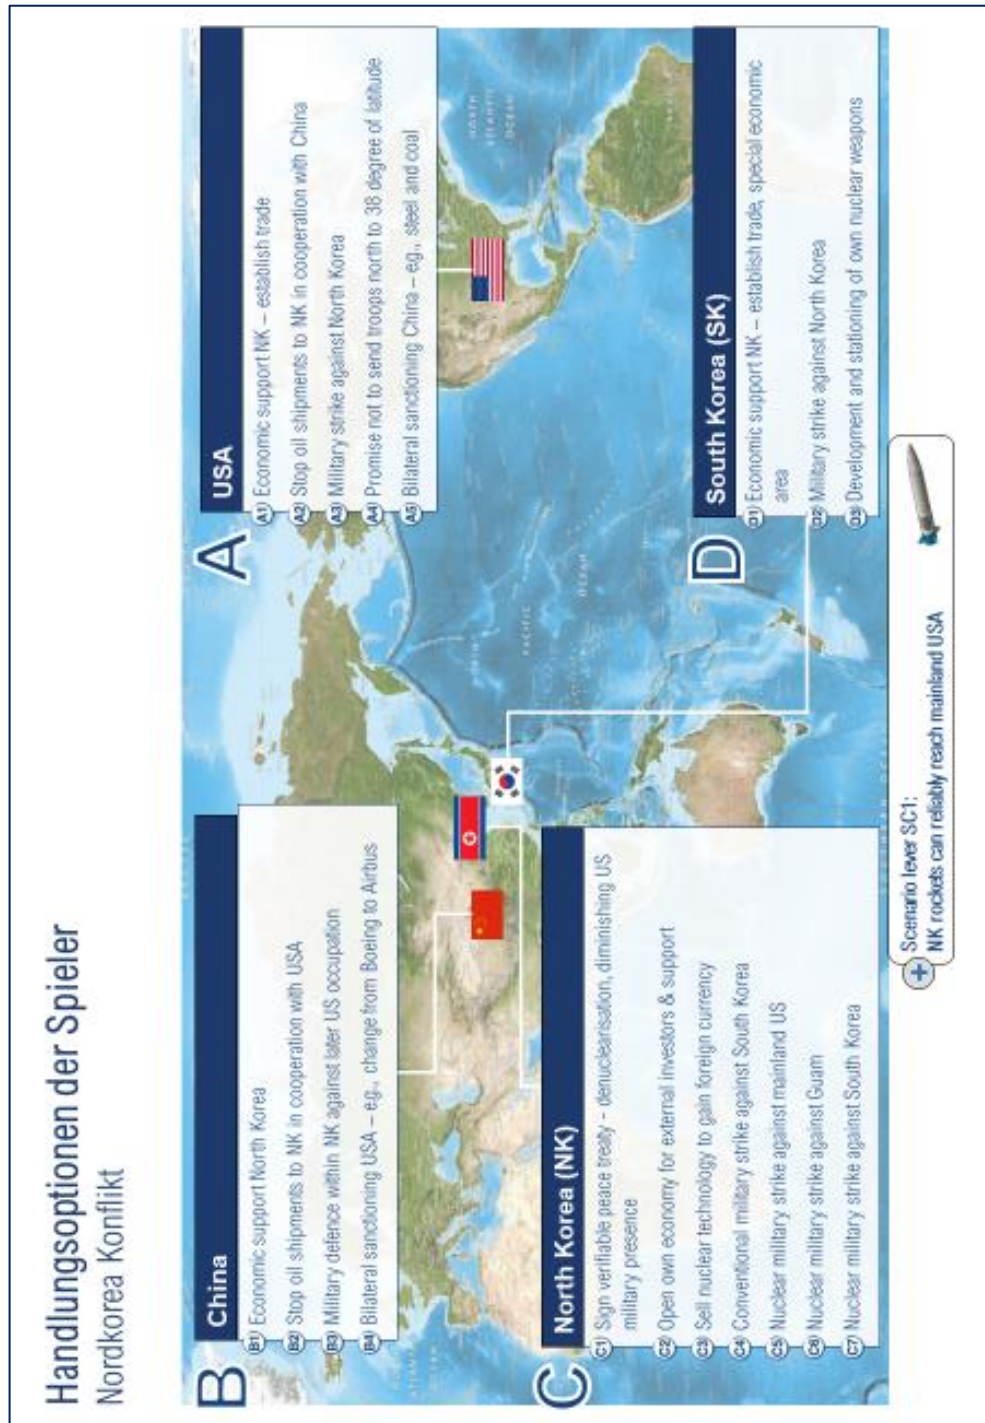 Handlungsoptionen der Spieler
Nordkorea Konflikt
B
China
B1 Economic support North Korea
B2 Stop oil shipments to NK in cooperation with USA
B3 Military defence within NK against later US occupation
B4 Bilateral sanctioning USA – e.g., change from Boeing to Airbus
A
USA
A1 Economic support NK – establish trade
A2 Stop oil shipments to NK in cooperation with China
A3 Military strike against North Korea
A4 Promise not to send troops north to 38 degree of latitude
A5 Bilateral sanctioning China – e.g., steel and coal
NORTH
ATLANTIC
OCEAN
NORTH
PACIFIC
OCEAN
C
North Korea (NK)
C1 Sign verifiable peace treaty - denuclearisation, diminishing US
military presence
C2 Open own economy for external investors & support
C3 Sell nuclear technology to gain foreign currency
C4 Conventional military strike against South Korea
C5 Nuclear military strike against mainland US
C6 Nuclear military strike against Guam
C7 Nuclear military strike against South Korea
D
South Korea (SK)
D1 Economic support NK – establish trade, special economic
area
D2 Military strike against North Korea
D3 Development and stationing of own nuclear weapons
+ Scenario lever SC1:
NK rockets can reliably reach mainland USA